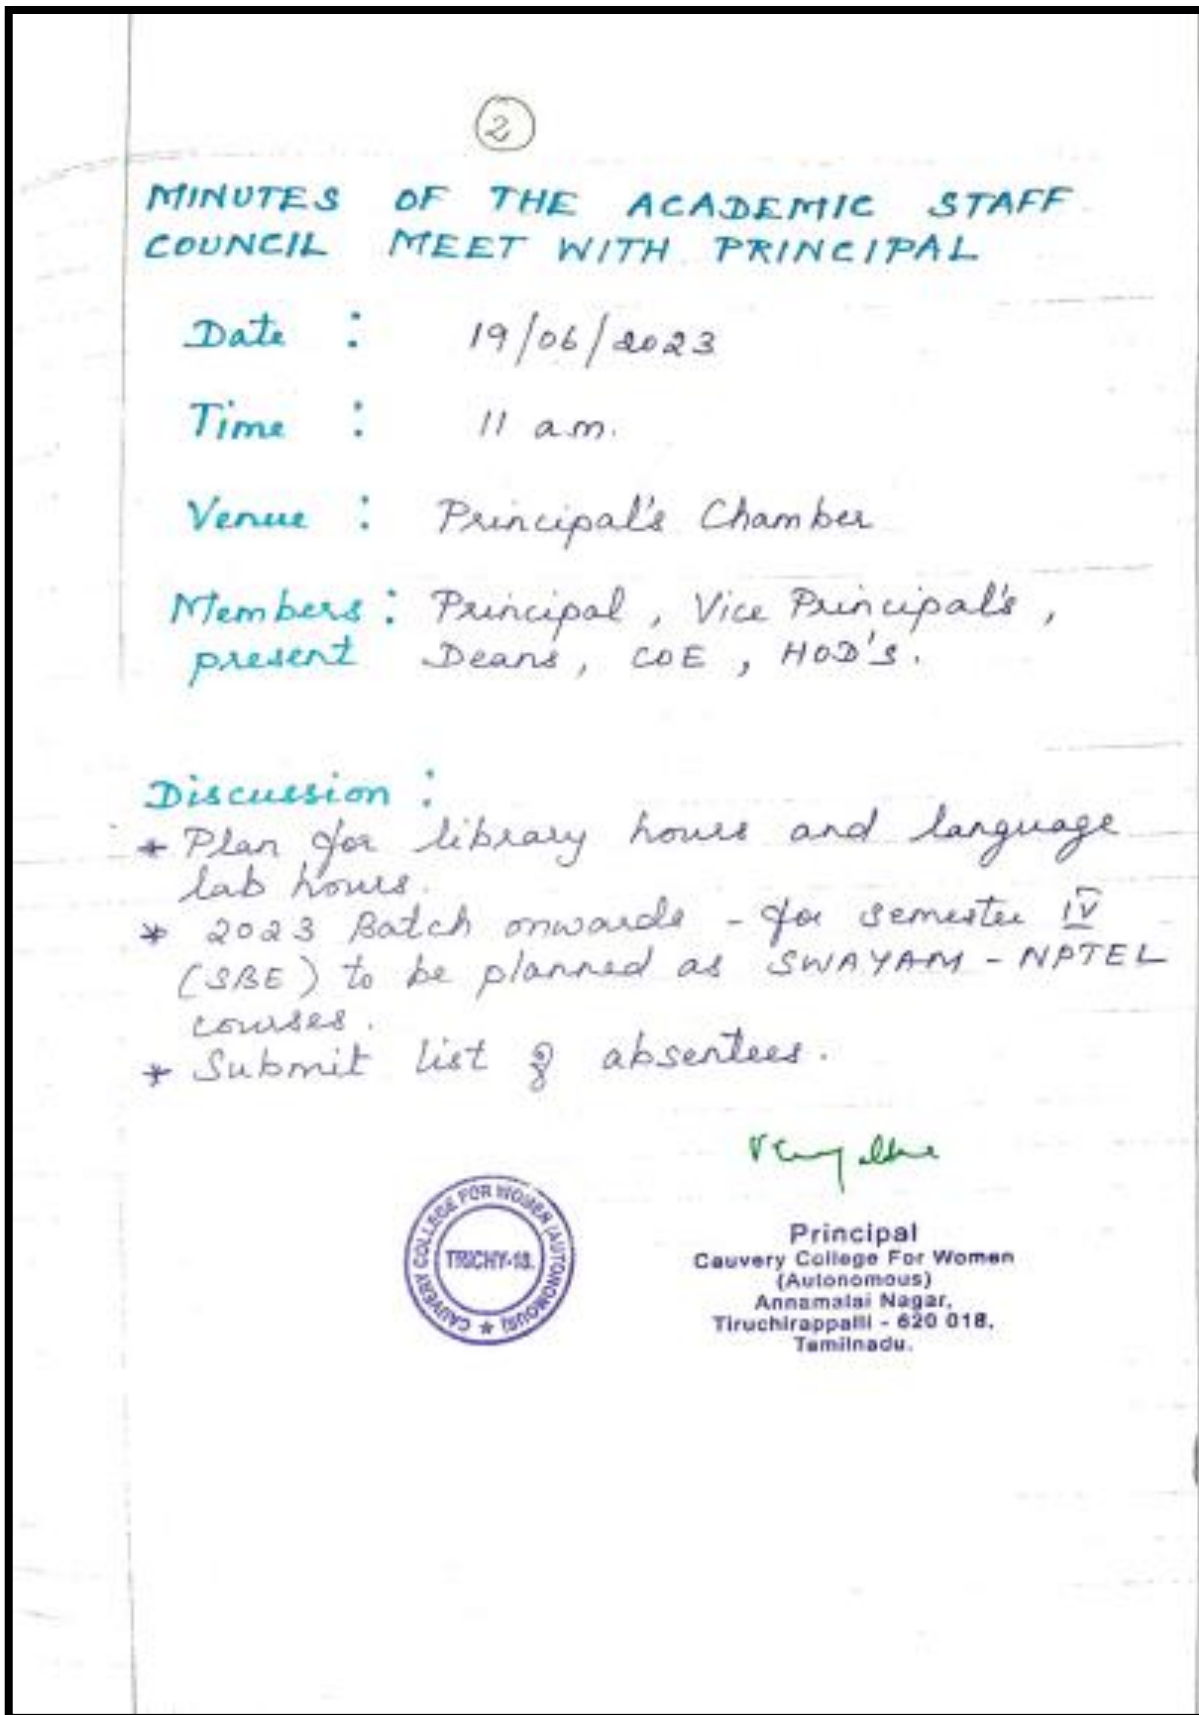 2
MINUTES OF THE ACADEMIC STAFF
COUNCIL MEET WITH PRINCIPAL
Date : 19/06/2023
Time : 11 a.m.
Venue : Principal's Chamber
Members : Principal, Vice Principal's,
present Deans, COE, HOD's.
Discussion :
* Plan for library hours and language
lab hours.
* 2023 Batch onwards - for semester IV
(SBE) to be planned as SWAYAM - NPTEL
courses.
* Submit list of absentees.
CAUVERY COLLEGE FOR WOMEN (AUTONOMOUS) ★
TRICHY-18.
Principal
Cauvery College For Women
(Autonomous)
Annamalai Nagar,
Tiruchirappalli - 620 018,
Tamilnadu.